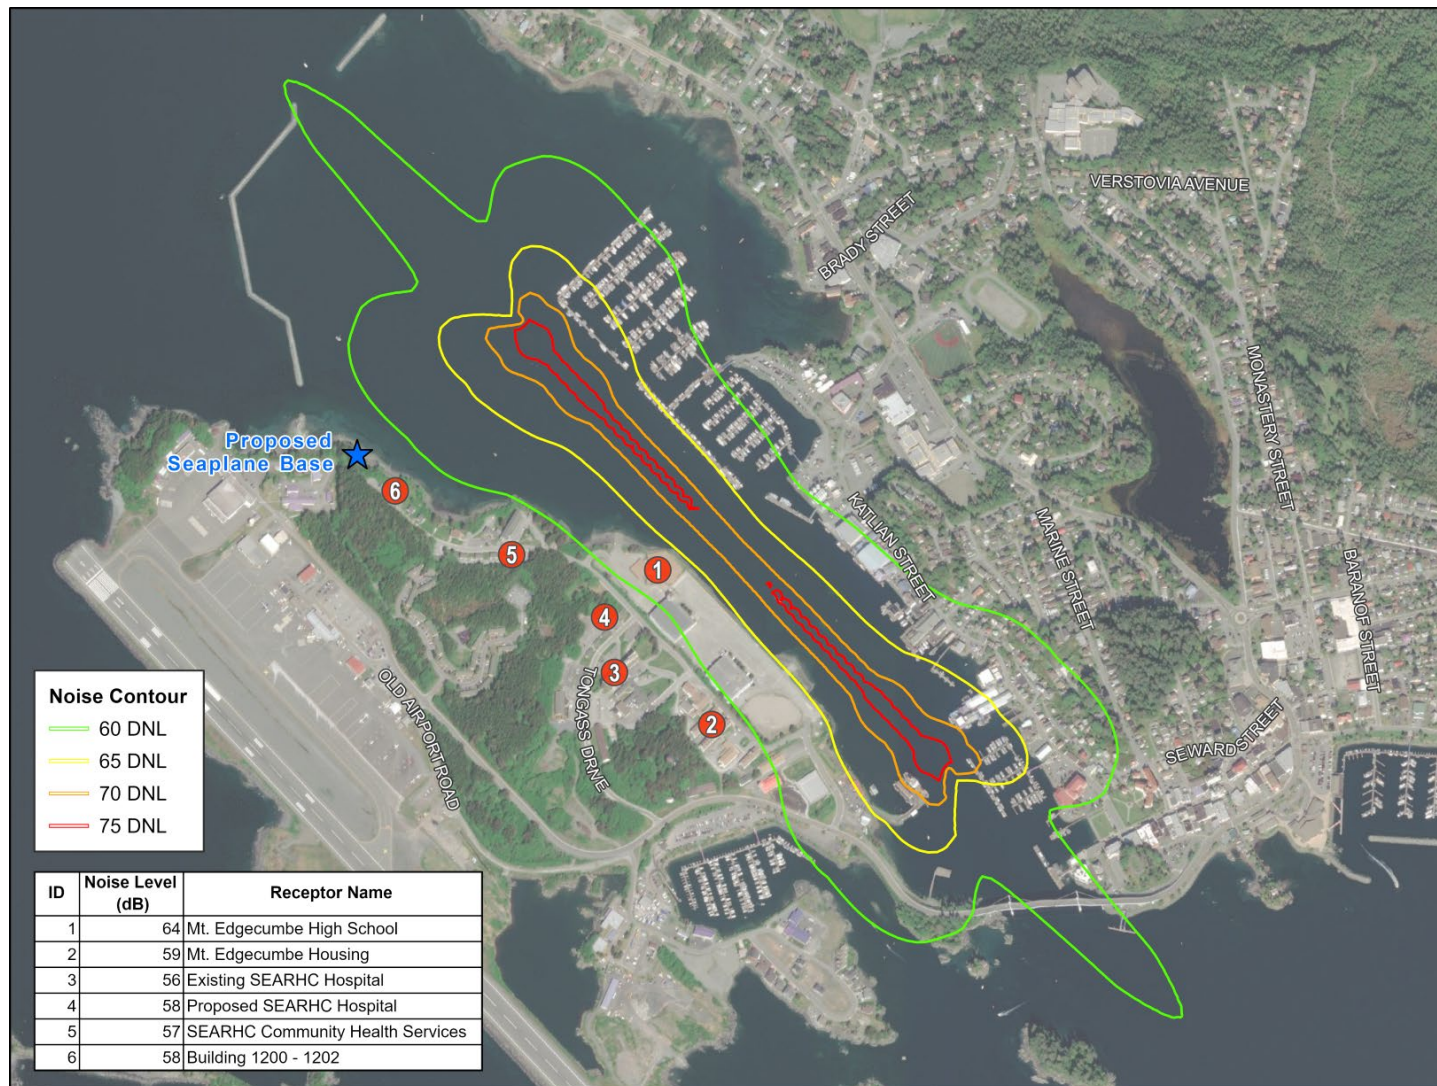 VERSTOVIA AVENUE
BRADY STREET
MONASTERY STREET
Proposed
Seaplane Base
6
5
1
4
3
2
KATLIAN STREET
MARINE STREET
BARANOF STREET
SEWARD STREET
TONGASS DRIVE
OLD AIRPORT ROAD
Noise Contour
60 DNL
65 DNL
70 DNL
75 DNL
ID Noise Level (dB) Receptor Name
1 64 Mt. Edgecumbe High School
2 59 Mt. Edgecumbe Housing
3 56 Existing SEARHC Hospital
4 58 Proposed SEARHC Hospital
5 57 SEARHC Community Health Services
6 58 Building 1200 - 1202